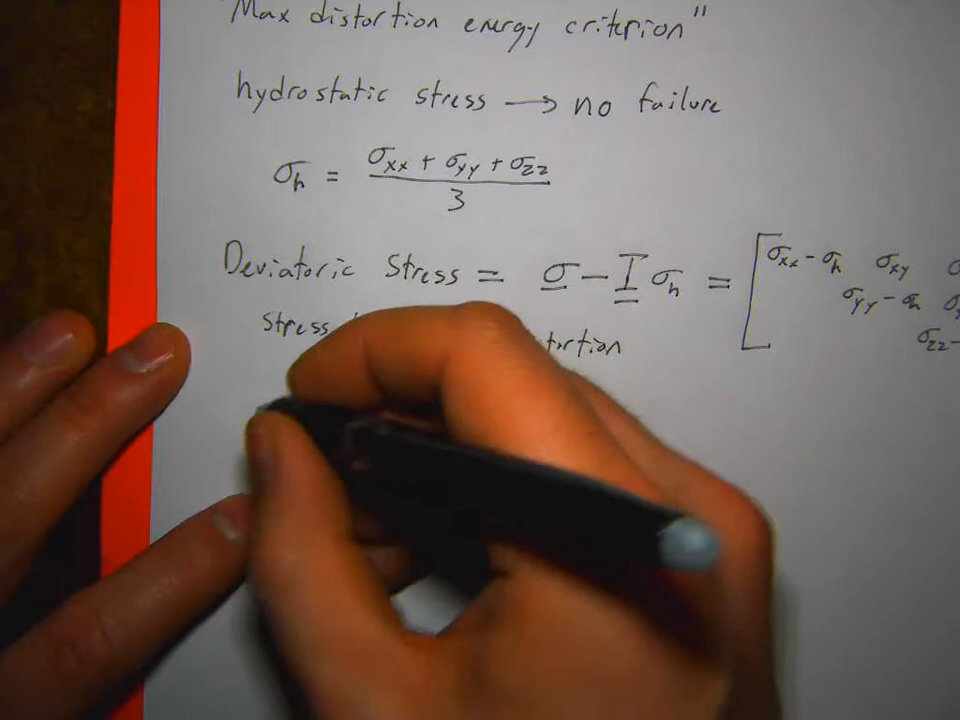 "Max distortion energy criterion"
hydrostatic stress → no failure
σh = σxx + σyy + σzz
3
Deviatoric Stress = σ − I σh = [ σxx − σh σxy
σyy − σh
σzz −
stress